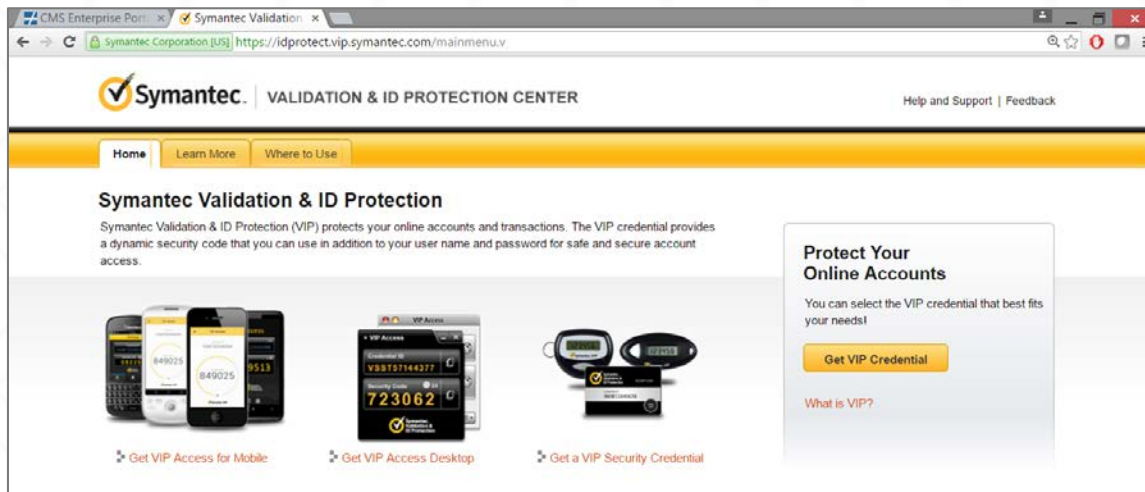 CMS Enterprise Port
Symantec Validation
Symantec Corporation [US] https://idprotect.vip.symantec.com/mainmenu.v
Symantec. VALIDATION & ID PROTECTION CENTER
Help and Support | Feedback
Home Learn More Where to Use
Symantec Validation & ID Protection
Symantec Validation & ID Protection (VIP) protects your online accounts and transactions. The VIP credential provides
a dynamic security code that you can use in addition to your user name and password for safe and secure account
access.
849025
849025
9513
VIP Access
VIP Access
Credential ID
VSST57144377
Security Code
723062
Symantec.
Validation &
ID Protection
Get VIP Access for Mobile
Get VIP Access Desktop
Get a VIP Security Credential
Protect Your
Online Accounts
You can select the VIP credential that best fits
your needs!
Get VIP Credential
What is VIP?